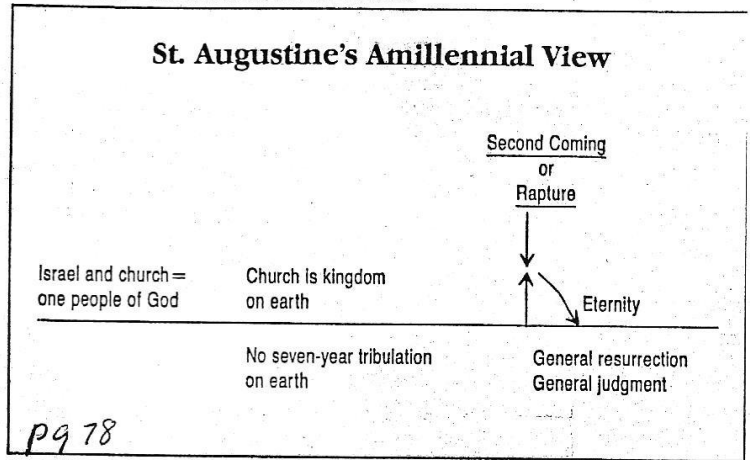 St. Augustine's Amillennial View
Second Coming
or
Rapture
Israel and church =
one people of God
Church is kingdom
on earth
Eternity
No seven-year tribulation
on earth
General resurrection
General judgment
pg 78